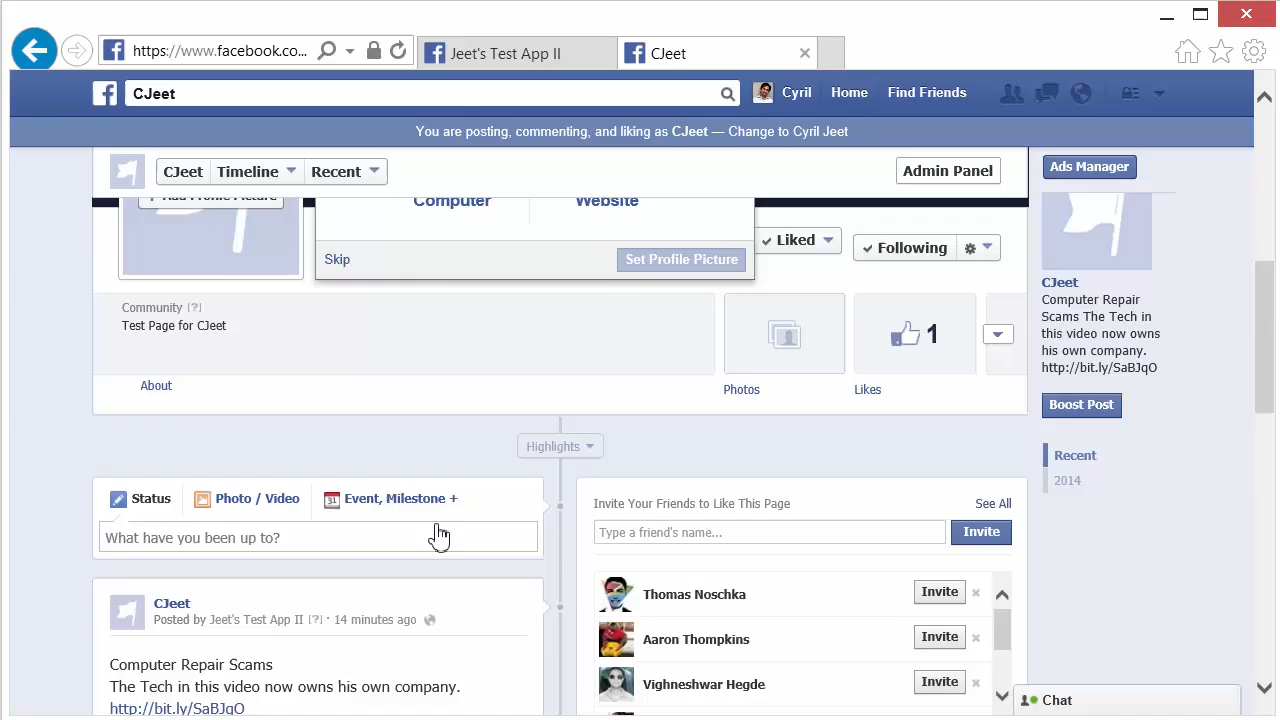 https://www.facebook.co...
Jeet's Test App II
CJeet
CJeet
Cyril
Home
Find Friends
You are posting, commenting, and liking as CJeet — Change to Cyril Jeet
CJeet
Timeline
Recent
Admin Panel
Ads Manager
+ Add Profile Picture
Computer
Website
Liked
Following
Skip
Set Profile Picture
CJeet
Computer Repair
Scams The Tech in
this video now owns
his own company.
http://bit.ly/SaBJqO
Boost Post
Community [?]
Test Page for CJeet
1
About
Photos
Likes
Highlights
Recent
2014
Status
Photo / Video
31
Event, Milestone +
What have you been up to?
Invite Your Friends to Like This Page
See All
Type a friend's name...
Invite
Thomas Noschka
Invite
Aaron Thompkins
Invite
Vighneshwar Hegde
Invite
CJeet
Posted by Jeet's Test App II [?] · 14 minutes ago
Computer Repair Scams
The Tech in this video now owns his own company.
http://bit.ly/SaBJqO
Chat